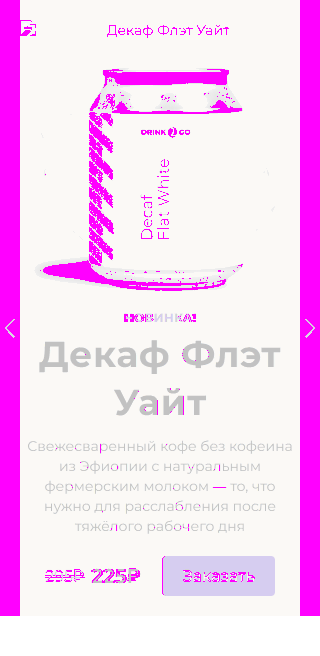 Декаф Флэт Уайт
DRINK 2 GO
Decaf
Flat White
НОВИНКА!
Декаф Флэт
Уайт
Свежесваренный кофе без кофеина
из Эфиопии с натуральным
фермерским молоком — то, что
нужно для расслабления после
тяжёлого рабочего дня
225₽
Заказать